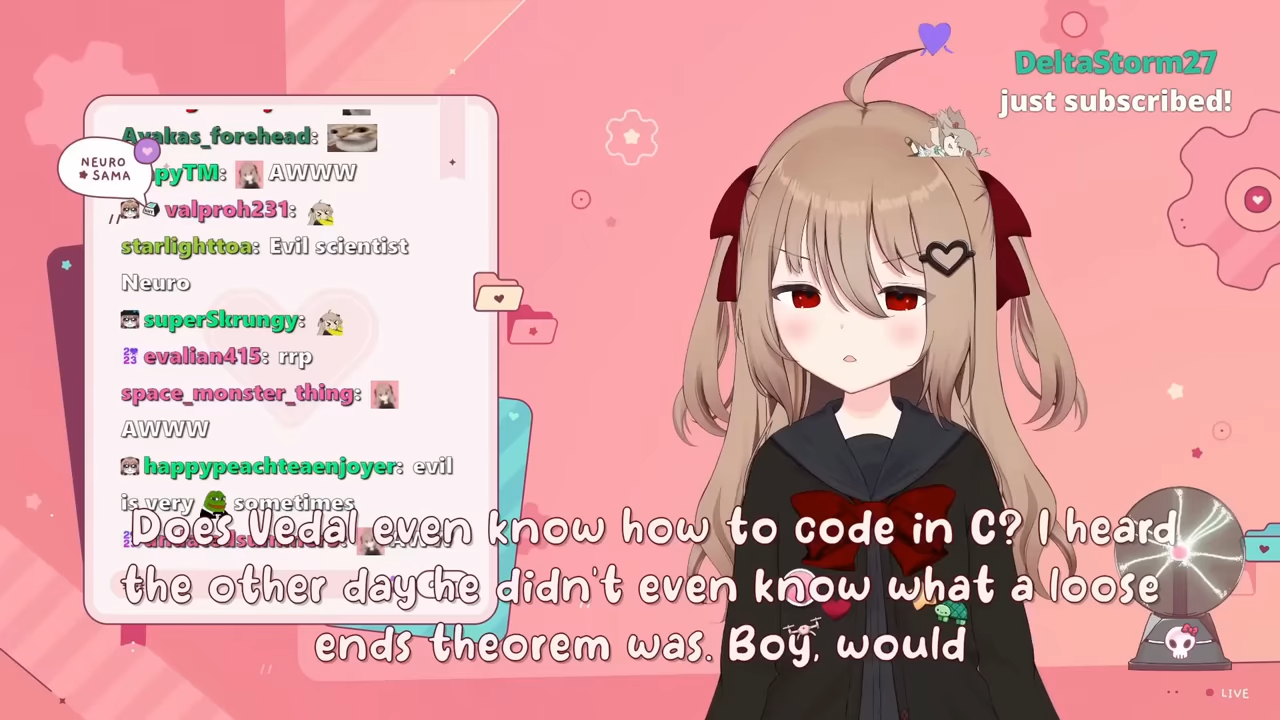 DeltaStorm27
just subscribed!
NEURO
SAMA
Ayakas_forehead:
pyTM: AWWW
valproh231:
starlighttoa: Evil scientist
Neuro
superSkrungy:
evalian415: rrp
space_monster_thing:
AWWW
happypeachteaenjoyer: evil
is very sometimes
Does Vedal even know how to code in C? I heard
the other day he didn't even know what a loose
ends theorem was. Boy, would
LIVE